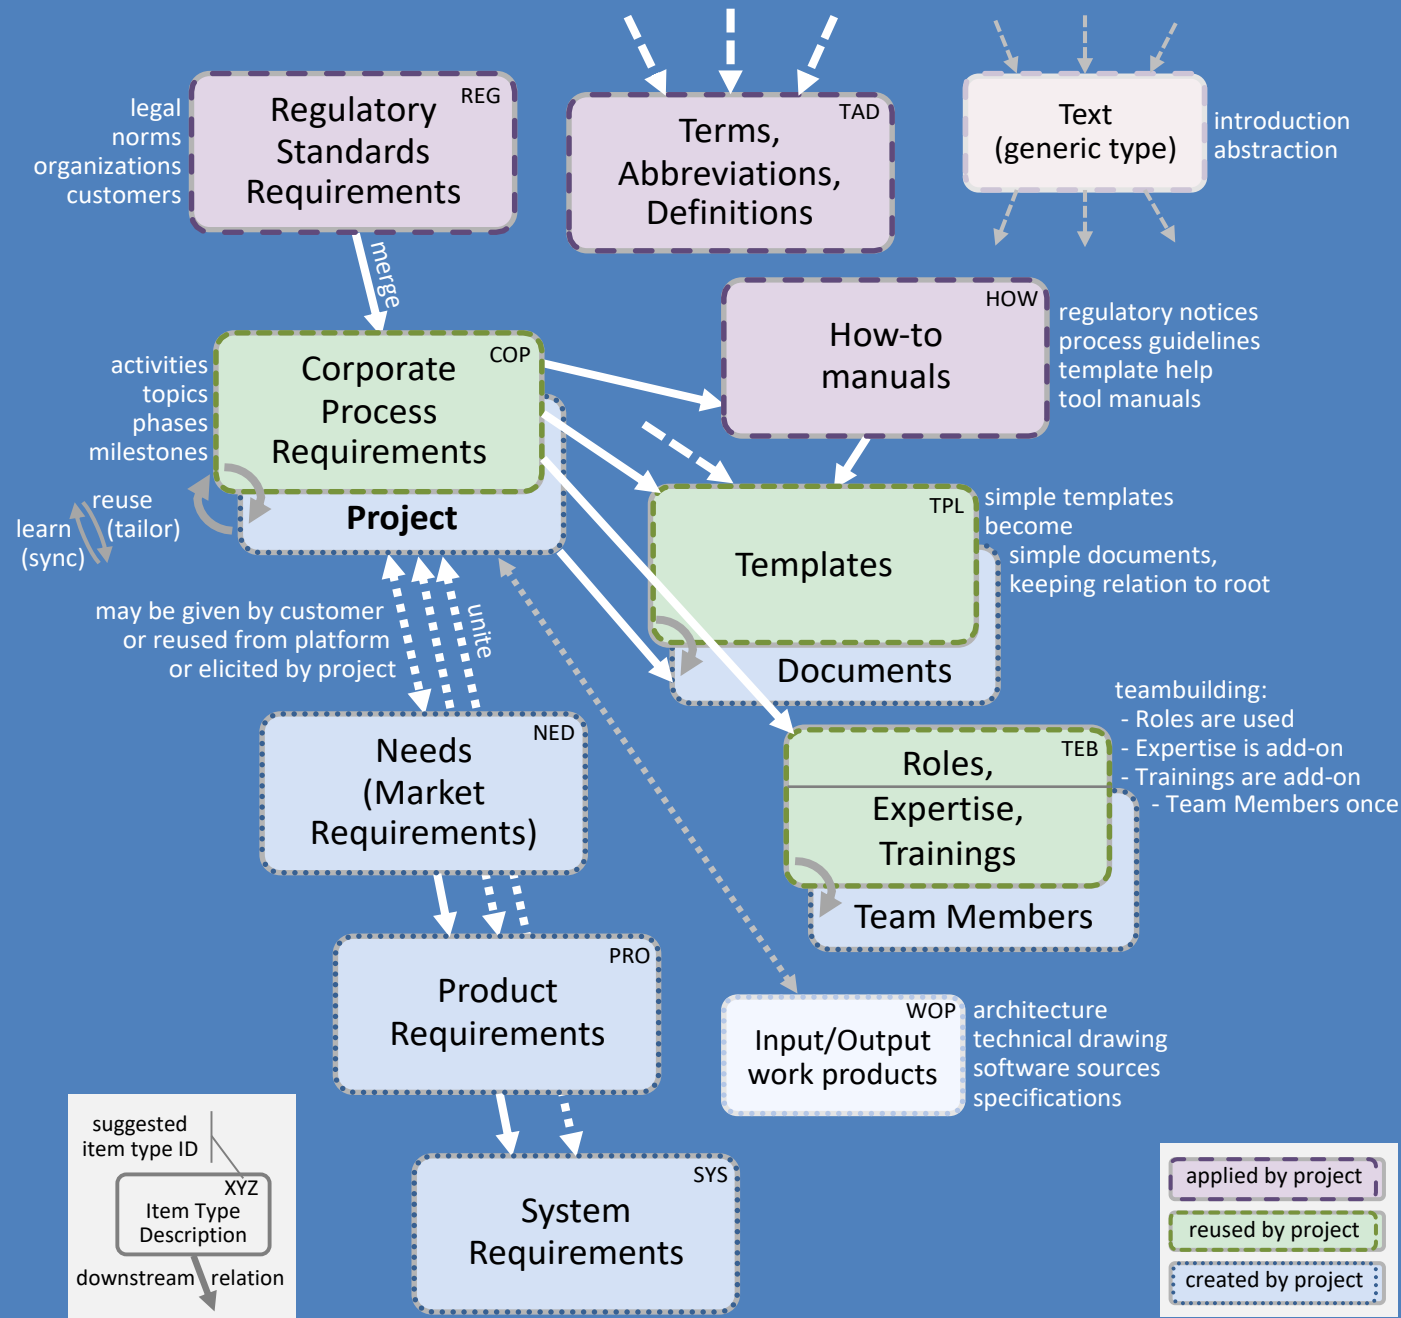 legal
norms
organizations
customers
REG
Regulatory
Standards
Requirements
TAD
Terms,
Abbreviations,
Definitions
Text
(generic type)
introduction
abstraction
merge
HOW
How-to
manuals
regulatory notices
process guidelines
template help
tool manuals
activities
topics
phases
milestones
COP
Corporate
Process
Requirements
Project
reuse
(tailor)
learn
(sync)
TPL
Templates
Documents
simple templates
become
simple documents,
keeping relation to root
may be given by customer
or reused from platform
or elicited by project
unite
teambuilding:
- Roles are used
- Expertise is add-on
- Trainings are add-on
- Team Members once
TEB
Roles,
Expertise,
Trainings
Team Members
NED
Needs
(Market
Requirements)
PRO
Product
Requirements
WOP
Input/Output
work products
architecture
technical drawing
software sources
specifications
SYS
System
Requirements
suggested
item type ID
XYZ
Item Type
Description
downstream relation
applied by project
reused by project
created by project